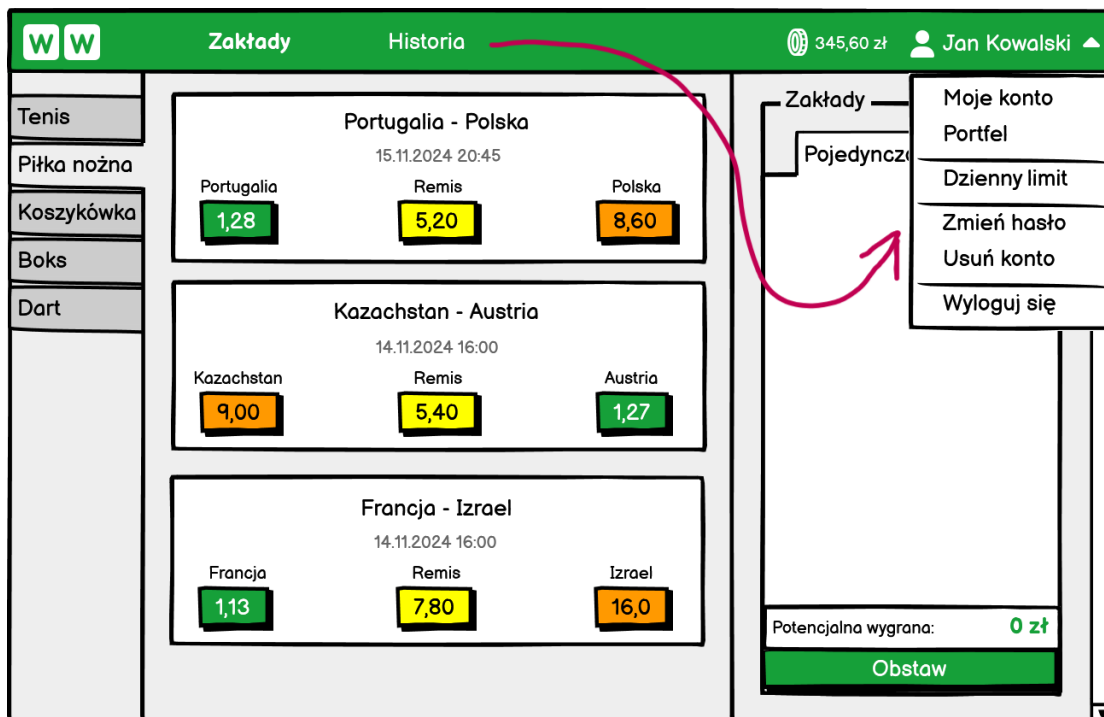 W W Zakłady Historia 345,60 zł Jan Kowalski
Tenis
Piłka nożna
Koszykówka
Boks
Dart
Portugalia - Polska
15.11.2024 20:45
Portugalia Remis Polska
1,28 5,20 8,60
Kazachstan - Austria
14.11.2024 16:00
Kazachstan Remis Austria
9,00 5,40 1,27
Francja - Izrael
14.11.2024 16:00
Francja Remis Izrael
1,13 7,80 16,0
Zakłady
Potencjalna wygrana: 0 zł
Obstaw
Moje konto
Portfel
Dzienny limit
Zmień hasło
Usuń konto
Wyloguj się